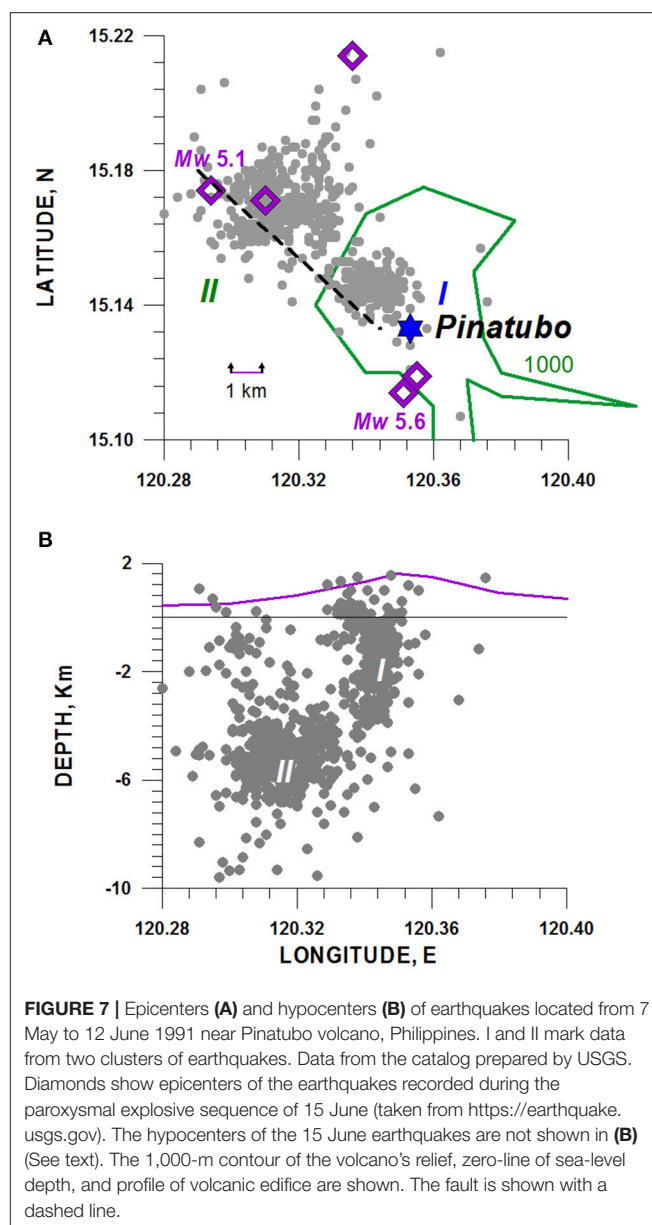 A
15.22
15.18
15.14
15.10
LATITUDE, N
Mw 5.1
II
I
Pinatubo
1 km
1000
Mw 5.6
120.28 120.32 120.36 120.40
B
2
-2
-6
-10
DEPTH, Km
I
II
120.28 120.32 120.36 120.40
LONGITUDE, E
FIGURE 7 | Epicenters (A) and hypocenters (B) of earthquakes located from 7
May to 12 June 1991 near Pinatubo volcano, Philippines. I and II mark data
from two clusters of earthquakes. Data from the catalog prepared by USGS.
Diamonds show epicenters of the earthquakes recorded during the
paroxysmal explosive sequence of 15 June (taken from https://earthquake.
usgs.gov). The hypocenters of the 15 June earthquakes are not shown in (B)
(See text). The 1,000-m contour of the volcano's relief, zero-line of sea-level
depth, and profile of volcanic edifice are shown. The fault is shown with a
dashed line.